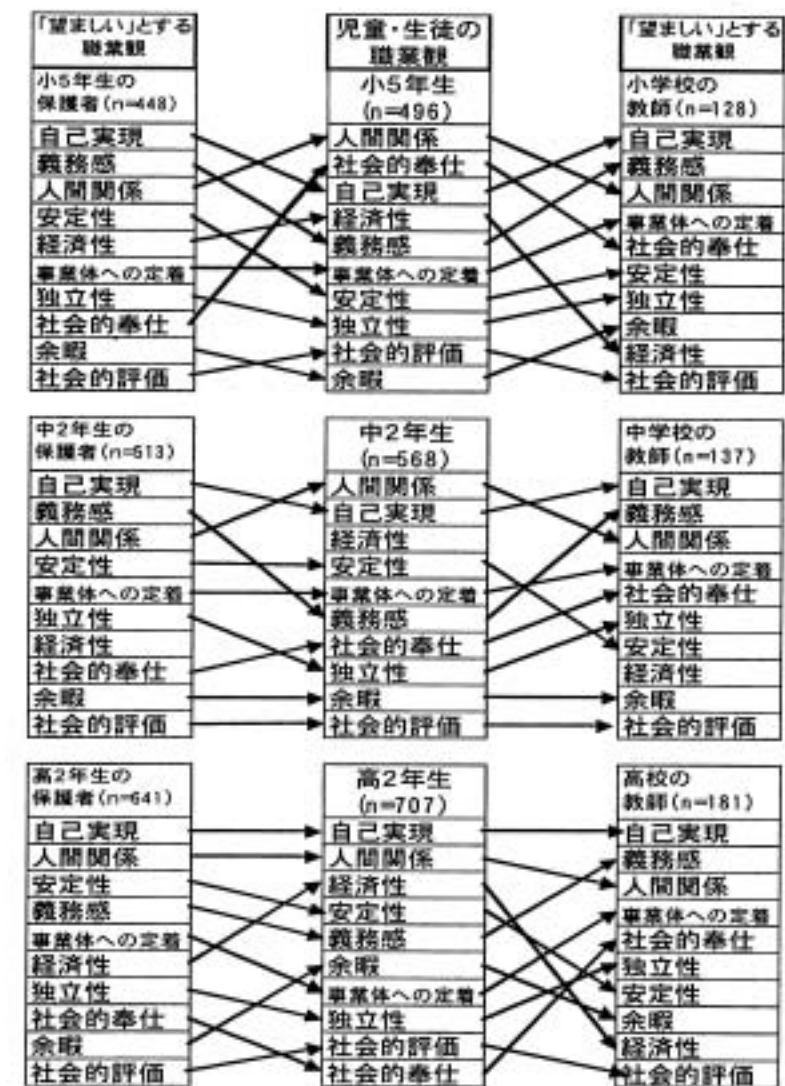 「望ましい」とする
職業観
小5年生の
保護者(n=448)
自己実現
義務感
人間関係
安定性
経済性
事業体への定着
独立性
社会的奉仕
余暇
社会的評価
児童・生徒の
職業観
小5年生
(n=496)
人間関係
社会的奉仕
自己実現
経済性
義務感
事業体への定着
安定性
独立性
社会的評価
余暇
「望ましい」とする
職業観
小学校の
教師(n=128)
自己実現
義務感
人間関係
事業体への定着
社会的奉仕
安定性
独立性
余暇
経済性
社会的評価
中2年生の
保護者(n=513)
自己実現
義務感
人間関係
安定性
事業体への定着
独立性
経済性
社会的奉仕
余暇
社会的評価
中2年生
(n=568)
人間関係
自己実現
経済性
安定性
事業体への定着
義務感
社会的奉仕
独立性
余暇
社会的評価
中学校の
教師(n=137)
自己実現
義務感
人間関係
事業体への定着
社会的奉仕
独立性
安定性
経済性
余暇
社会的評価
高2年生の
保護者(n=641)
自己実現
人間関係
安定性
義務感
事業体への定着
経済性
独立性
社会的奉仕
余暇
社会的評価
高2年生
(n=707)
自己実現
人間関係
経済性
安定性
義務感
余暇
事業体への定着
独立性
社会的評価
社会的奉仕
高校の
教師(n=181)
自己実現
義務感
人間関係
事業体への定着
社会的奉仕
独立性
安定性
余暇
経済性
社会的評価